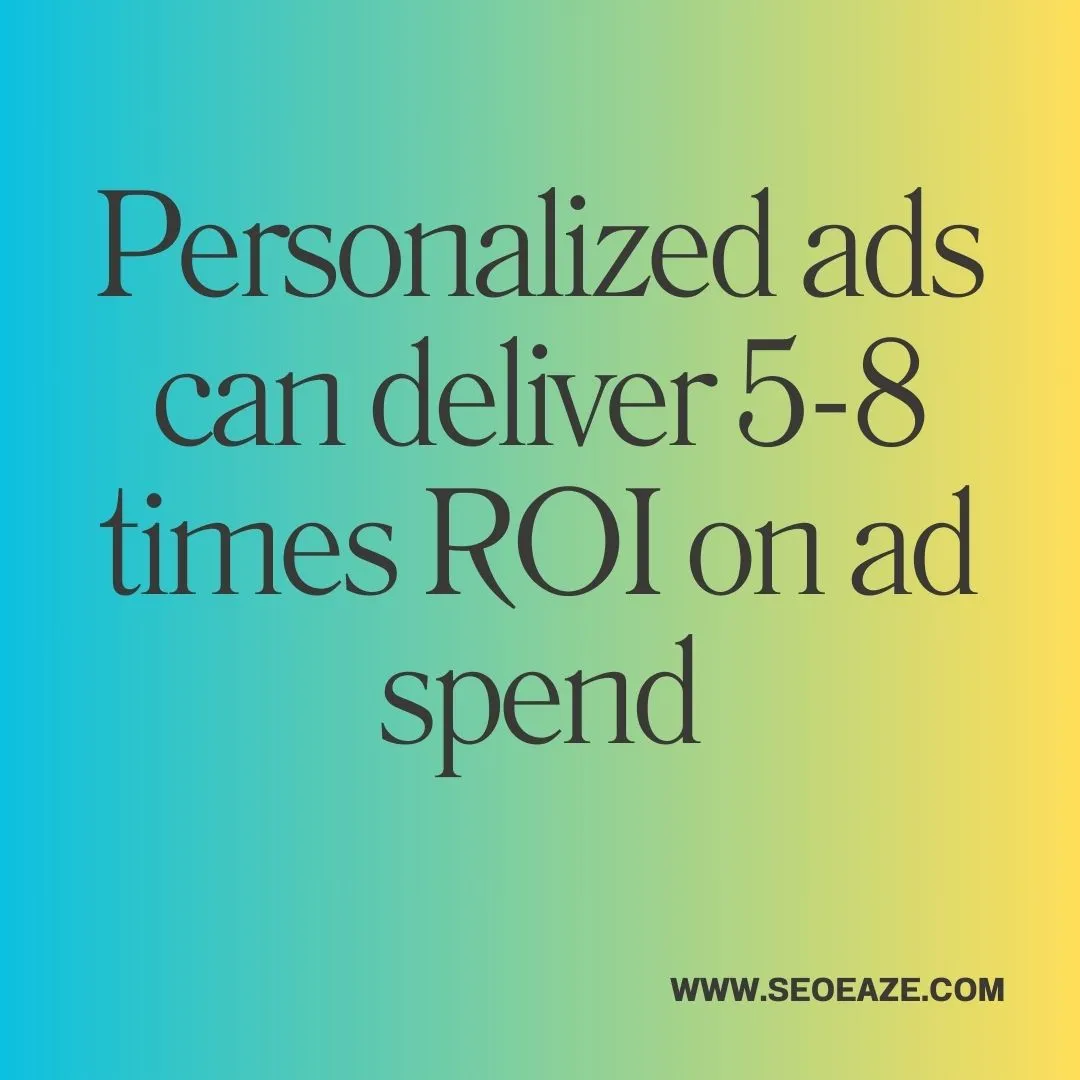 Personalized ads
can deliver 5-8
times ROI on ad
spend
WWW.SEOEAZE.COM